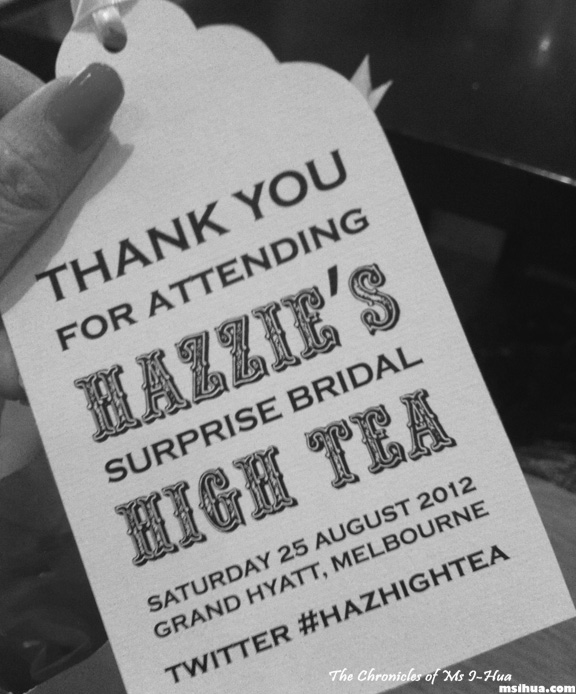 THANK YOU
FOR ATTENDING
HAZZIE'S
SURPRISE BRIDAL
HIGH TEA
SATURDAY 25 AUGUST 2012
GRAND HYATT, MELBOURNE
TWITTER #HAZHIGHTEA
The Chronicles of Ms I-Hua
msihua.com